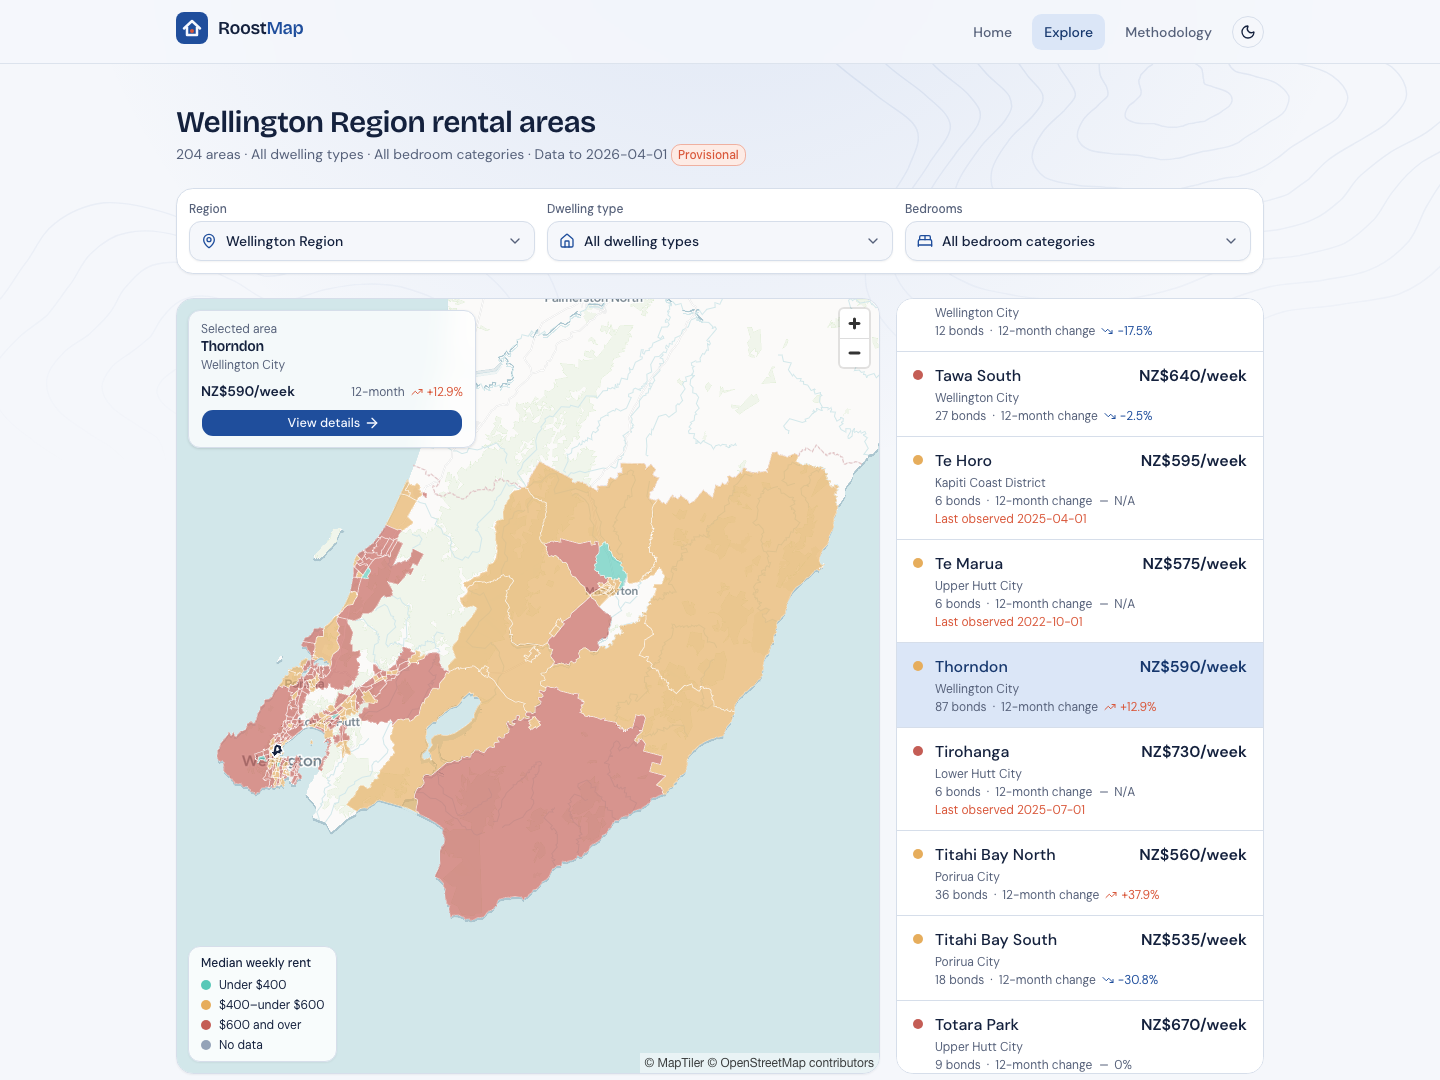 RoostMap
Home
Explore
Methodology
Wellington Region rental areas
204 areas · All dwelling types · All bedroom categories · Data to 2026-04-01 Provisional
Region
Dwelling type
Bedrooms
Wellington Region
All dwelling types
All bedroom categories
Palmerston North
Selected area
Thorndon
Wellington City
NZ$590/week
12-month +12.9%
View details →
+
−
Median weekly rent
Under $400
$400–under $600
$600 and over
No data
© MapTiler © OpenStreetMap contributors
Wellington City
12 bonds · 12-month change -17.5%
Tawa South NZ$640/week
Wellington City
27 bonds · 12-month change -2.5%
Te Horo NZ$595/week
Kapiti Coast District
6 bonds · 12-month change — N/A
Last observed 2025-04-01
Te Marua NZ$575/week
Upper Hutt City
6 bonds · 12-month change — N/A
Last observed 2022-10-01
Thorndon NZ$590/week
Wellington City
87 bonds · 12-month change +12.9%
Tirohanga NZ$730/week
Lower Hutt City
6 bonds · 12-month change — N/A
Last observed 2025-07-01
Titahi Bay North NZ$560/week
Porirua City
36 bonds · 12-month change +37.9%
Titahi Bay South NZ$535/week
Porirua City
18 bonds · 12-month change -30.8%
Totara Park NZ$670/week
Upper Hutt City
9 bonds · 12-month change — 0%